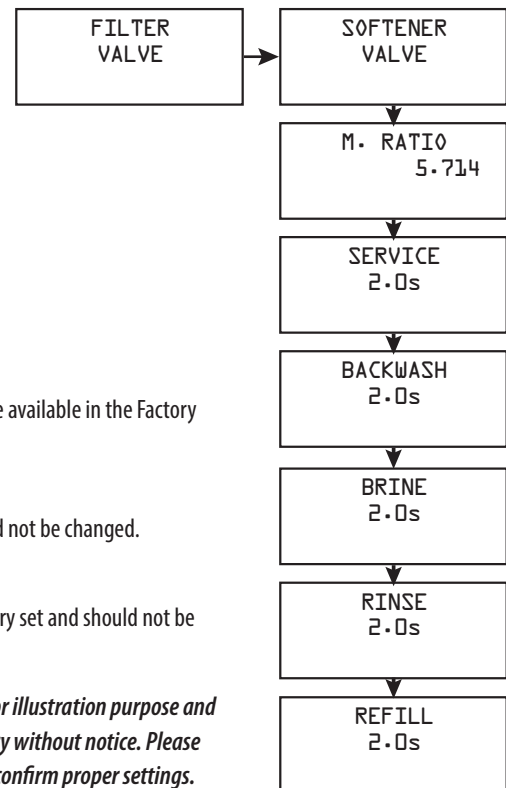 FILTER
VALVE
SOFTENER
VALVE
M. RATIO
5.714
SERVICE
2.0s
BACKWASH
2.0s
BRINE
2.0s
RINSE
2.0s
REFILL
2.0s
e available in the Factory
d not be changed.
ry set and should not be
or illustration purpose and
y without notice. Please
confirm proper settings.